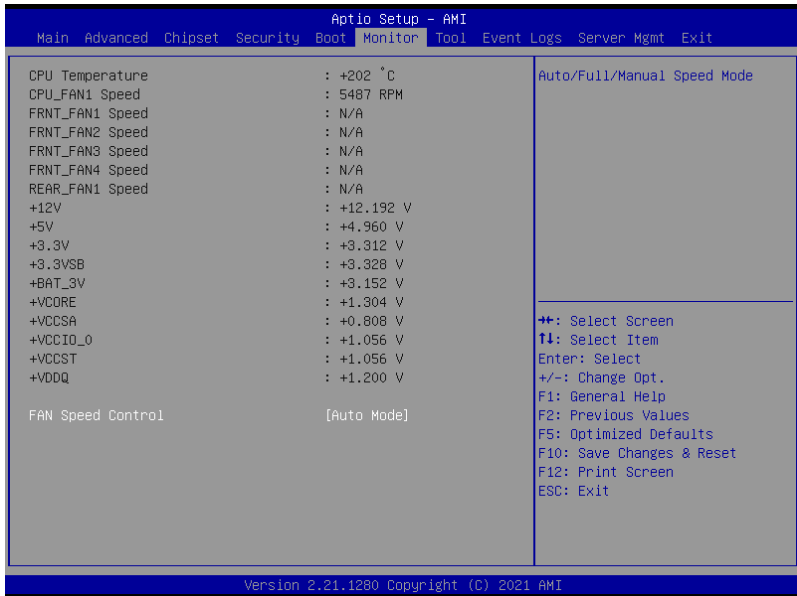 Aptio Setup - AMI
Main Advanced Chipset Security Boot Monitor Tool Event Logs Server Mgmt Exit
CPU Temperature : +202 °C
CPU_FAN1 Speed : 5487 RPM
FRNT_FAN1 Speed : N/A
FRNT_FAN2 Speed : N/A
FRNT_FAN3 Speed : N/A
FRNT_FAN4 Speed : N/A
REAR_FAN1 Speed : N/A
+12V : +12.192 V
+5V : +4.960 V
+3.3V : +3.312 V
+3.3VSB : +3.328 V
+BAT_3V : +3.152 V
+VCORE : +1.304 V
+VCCSA : +0.808 V
+VCCIO_0 : +1.056 V
+VCCST : +1.056 V
+VDDQ : +1.200 V
FAN Speed Control [Auto Mode]
Auto/Full/Manual Speed Mode
→←: Select Screen
↑↓: Select Item
Enter: Select
+/-: Change Opt.
F1: General Help
F2: Previous Values
F5: Optimized Defaults
F10: Save Changes & Reset
F12: Print Screen
ESC: Exit
Version 2.21.1280 Copyright (C) 2021 AMI